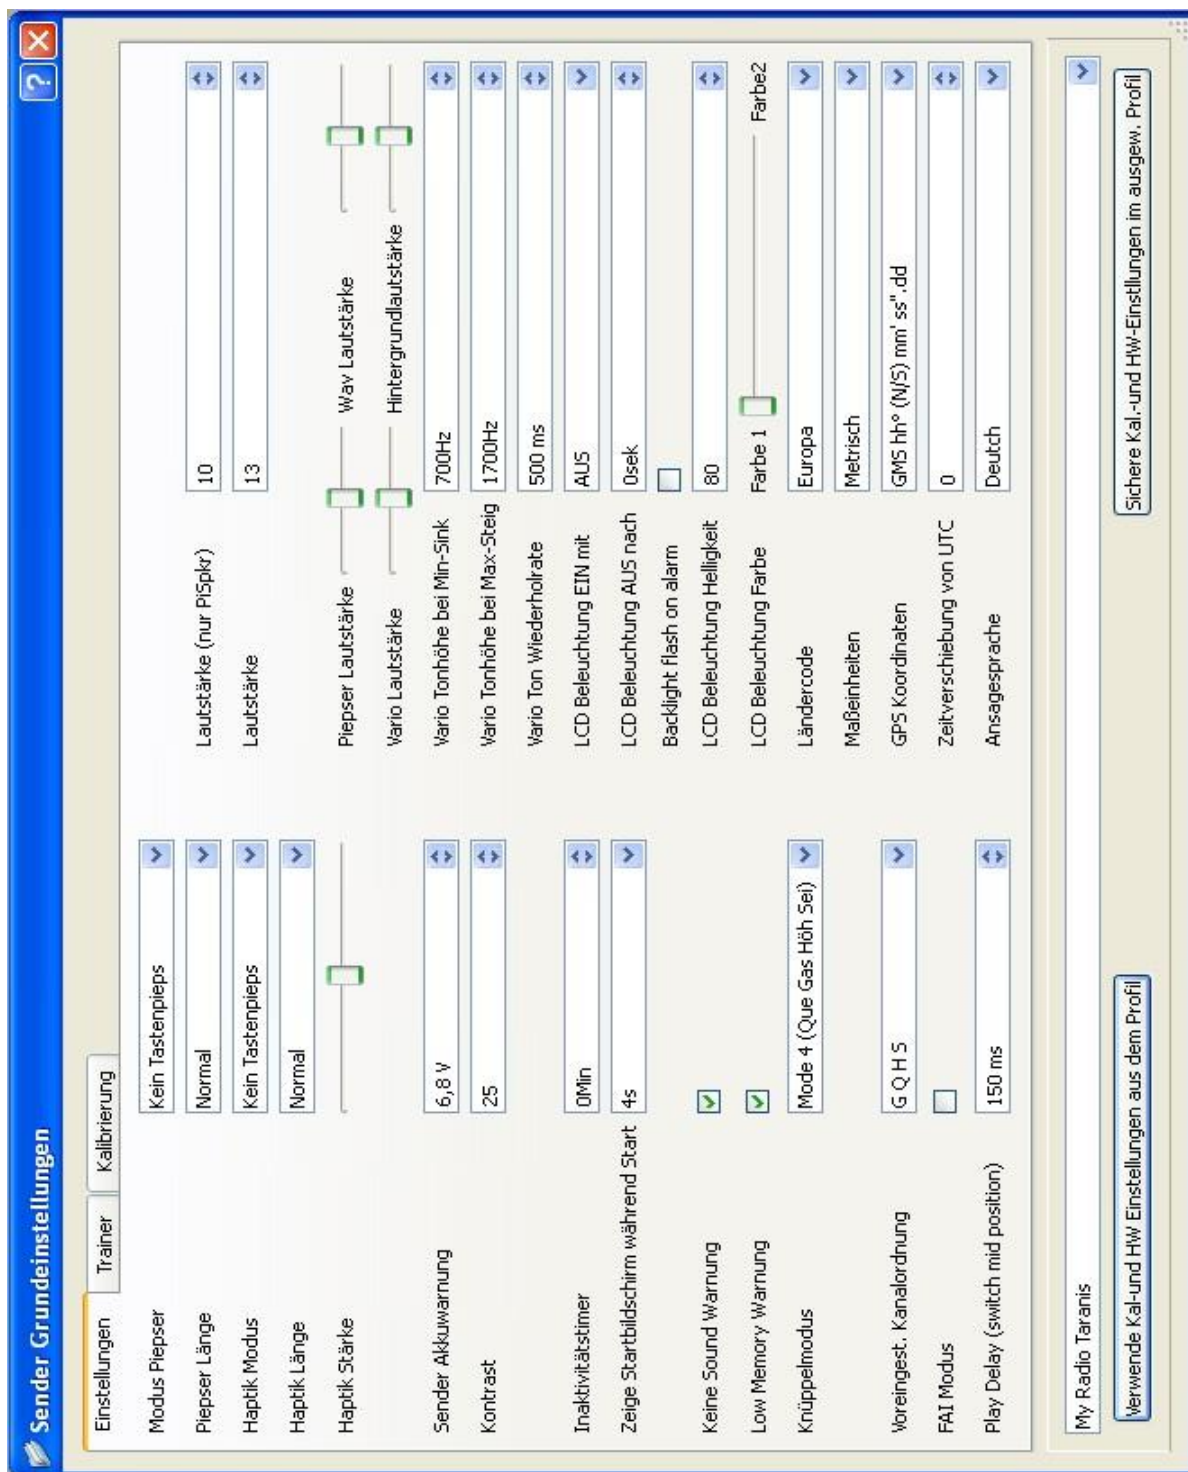 Sender Grundeinstellungen
Einstellungen Trainer Kalibrierung
Modus Piepser Kein Tastenpieps
Piepser Länge Normal Lautstärke (nur PiSpkr) 10
Haptik Modus Kein Tastenpieps Lautstärke 13
Haptik Länge Normal
Haptik Stärke Piepser Lautstärke Wav Lautstärke
Vario Lautstärke Hintergrundlautstärke
Sender Akkuwarnung 6,8 V Vario Tonhöhe bei Min-Sink 700Hz
Kontrast 25 Vario Tonhöhe bei Max-Steig 1700Hz
Vario Ton Wiederholrate 500 ms
Inaktivitätstimer 0Min LCD Beleuchtung EIN mit AUS
Zeige Startbildschirm während Start 4s LCD Beleuchtung AUS nach 0sek
Backlight flash on alarm
Keine Sound Warnung LCD Beleuchtung Helligkeit 80
Low Memory Warnung LCD Beleuchtung Farbe Farbe 1 Farbe2
Knüppelmodus Mode 4 (Que Gas Höh Sei) Ländercode Europa
Maßeinheiten Metrisch
Voreingest. Kanalordnung G Q H S GPS Koordinaten GMS hh° (N/S) mm' ss".dd
FAI Modus Zeitverschiebung von UTC 0
Play Delay (switch mid position) 150 ms Ansagesprache Deutch
My Radio Taranis
Verwende Kal-und HW Einstellungen aus dem Profil Sichere Kal.-und HW-Einstllungen im ausgew. Profil